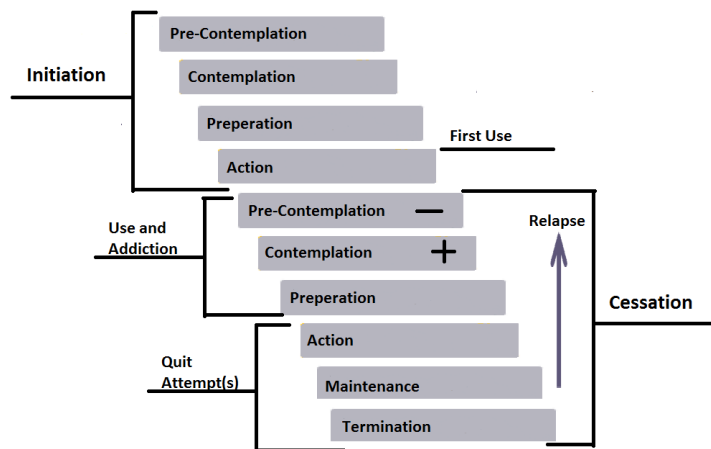 Pre-Contemplation
Initiation
Contemplation
Preperation
First Use
Action
Pre-Contemplation −
Use and
Addiction
Relapse
Contemplation +
Preperation
Cessation
Action
Quit
Attempt(s)
Maintenance
Termination